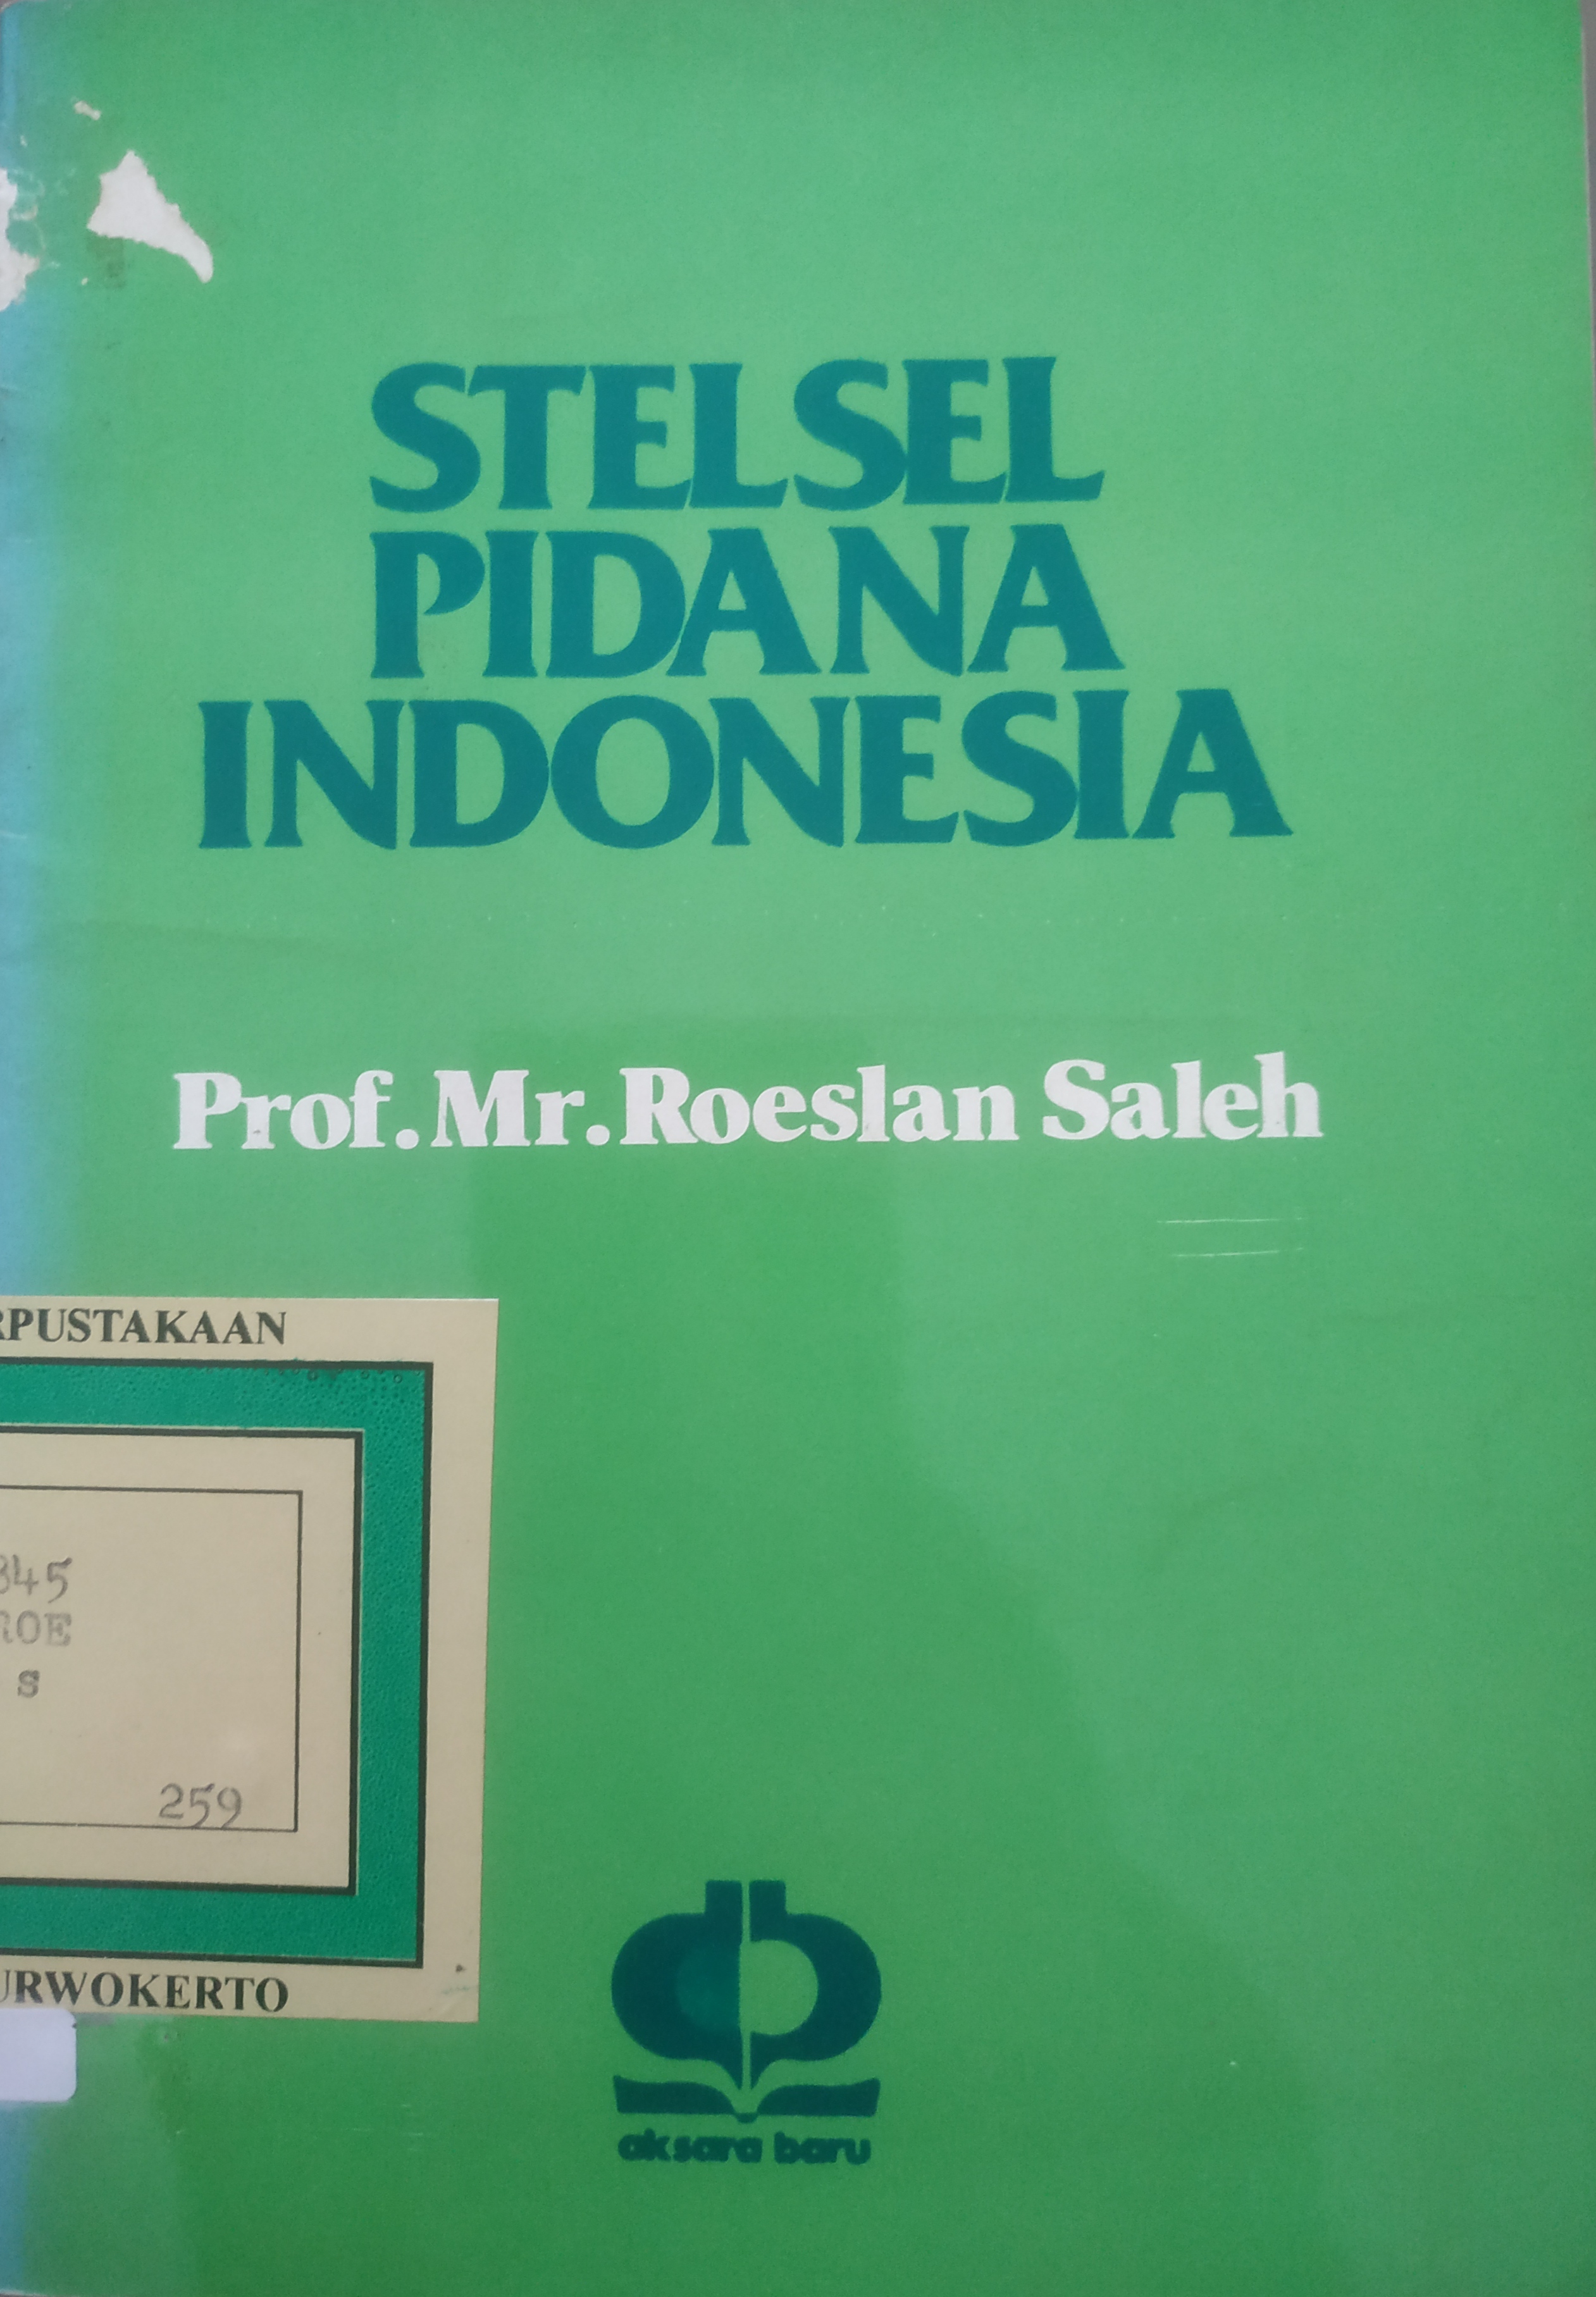 STELSEL
PIDANA
INDONESIA
Prof. Mr. Roeslan Saleh
RPUSTAKAAN
345
ROE
s
259
URWOKERTO
aksara baru